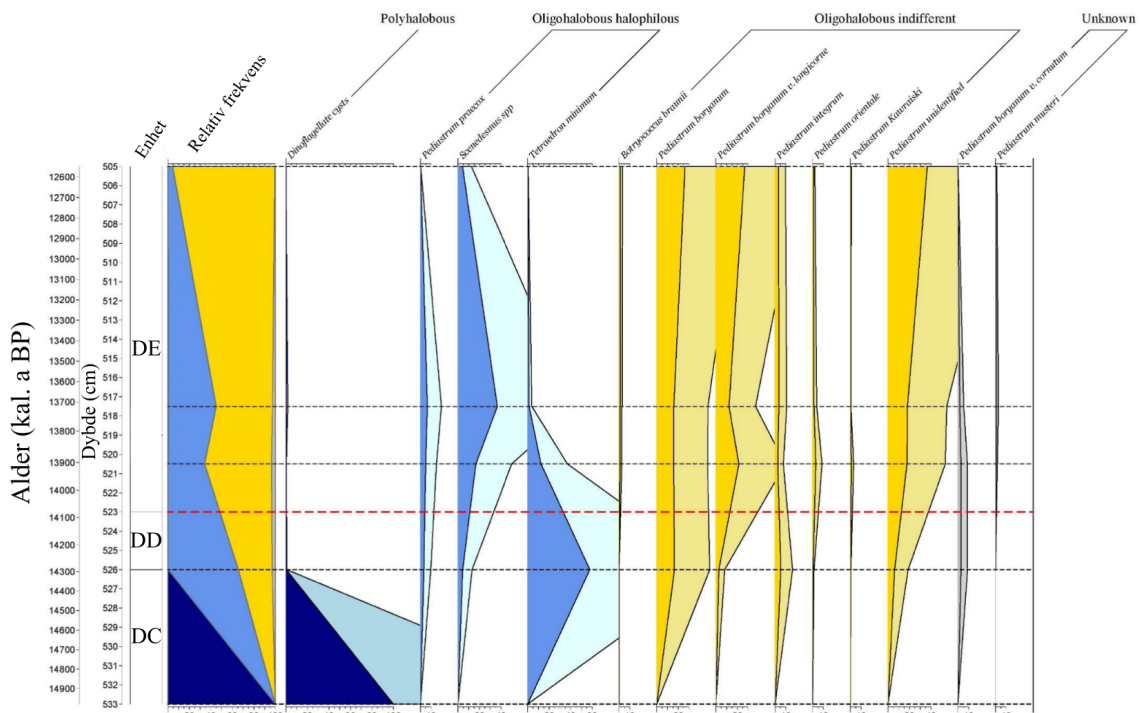 Polyhalobous
Oligohalobous halophilous
Oligohalobous indifferent
Unknown
Enhet
Relativ frekvens
Dinoflagellate cysts
Pediastrum praecox
Scenedesmus spp
Tetraedron minimum
Botryococcus braunii
Pediastrum boryanum
Pediastrum boryanum v. longicorne
Pediastrum integrum
Pediastrum orientale
Pediastrum Kawraiski
Pediastrum unidentified
Pediastrum boryanum v. cornutum
Pediastrum musteri
Alder (kal. a BP)
12600
12700
12800
12900
13000
13100
13200
13300
13400
13500
13600
13700
13800
13900
14000
14100
14200
14300
14400
14500
14600
14700
14800
14900
Dybde (cm)
505
506
507
508
509
510
511
512
513
514
515
516
517
518
519
520
521
522
523
524
525
526
527
528
529
530
531
532
533
DE
DD
DC